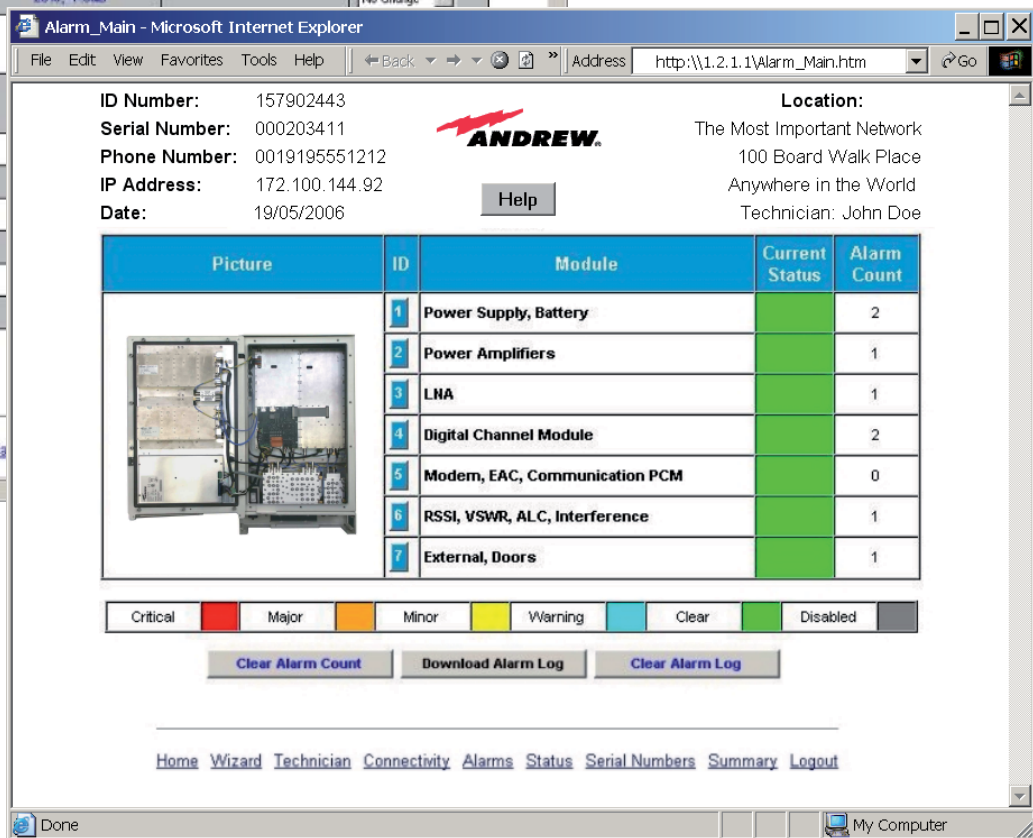 No Change
Alarm_Main - Microsoft Internet Explorer
File Edit View Favorites Tools Help Back » Address http:\\1.2.1.1\Alarm_Main.htm Go
ID Number: 157902443
Serial Number: 000203411
Phone Number: 0019195551212
IP Address: 172.100.144.92
Date: 19/05/2006
ANDREW.
Help
Location:
The Most Important Network
100 Board Walk Place
Anywhere in the World
Technician: John Doe
Picture ID Module Current Status Alarm Count
1 Power Supply, Battery 2
2 Power Amplifiers 1
3 LNA 1
4 Digital Channel Module 2
5 Modem, EAC, Communication PCM 0
6 RSSI, VSWR, ALC, Interference 1
7 External, Doors 1
Critical Major Minor Warning Clear Disabled
Clear Alarm Count Download Alarm Log Clear Alarm Log
Home Wizard Technician Connectivity Alarms Status Serial Numbers Summary Logout
Done My Computer